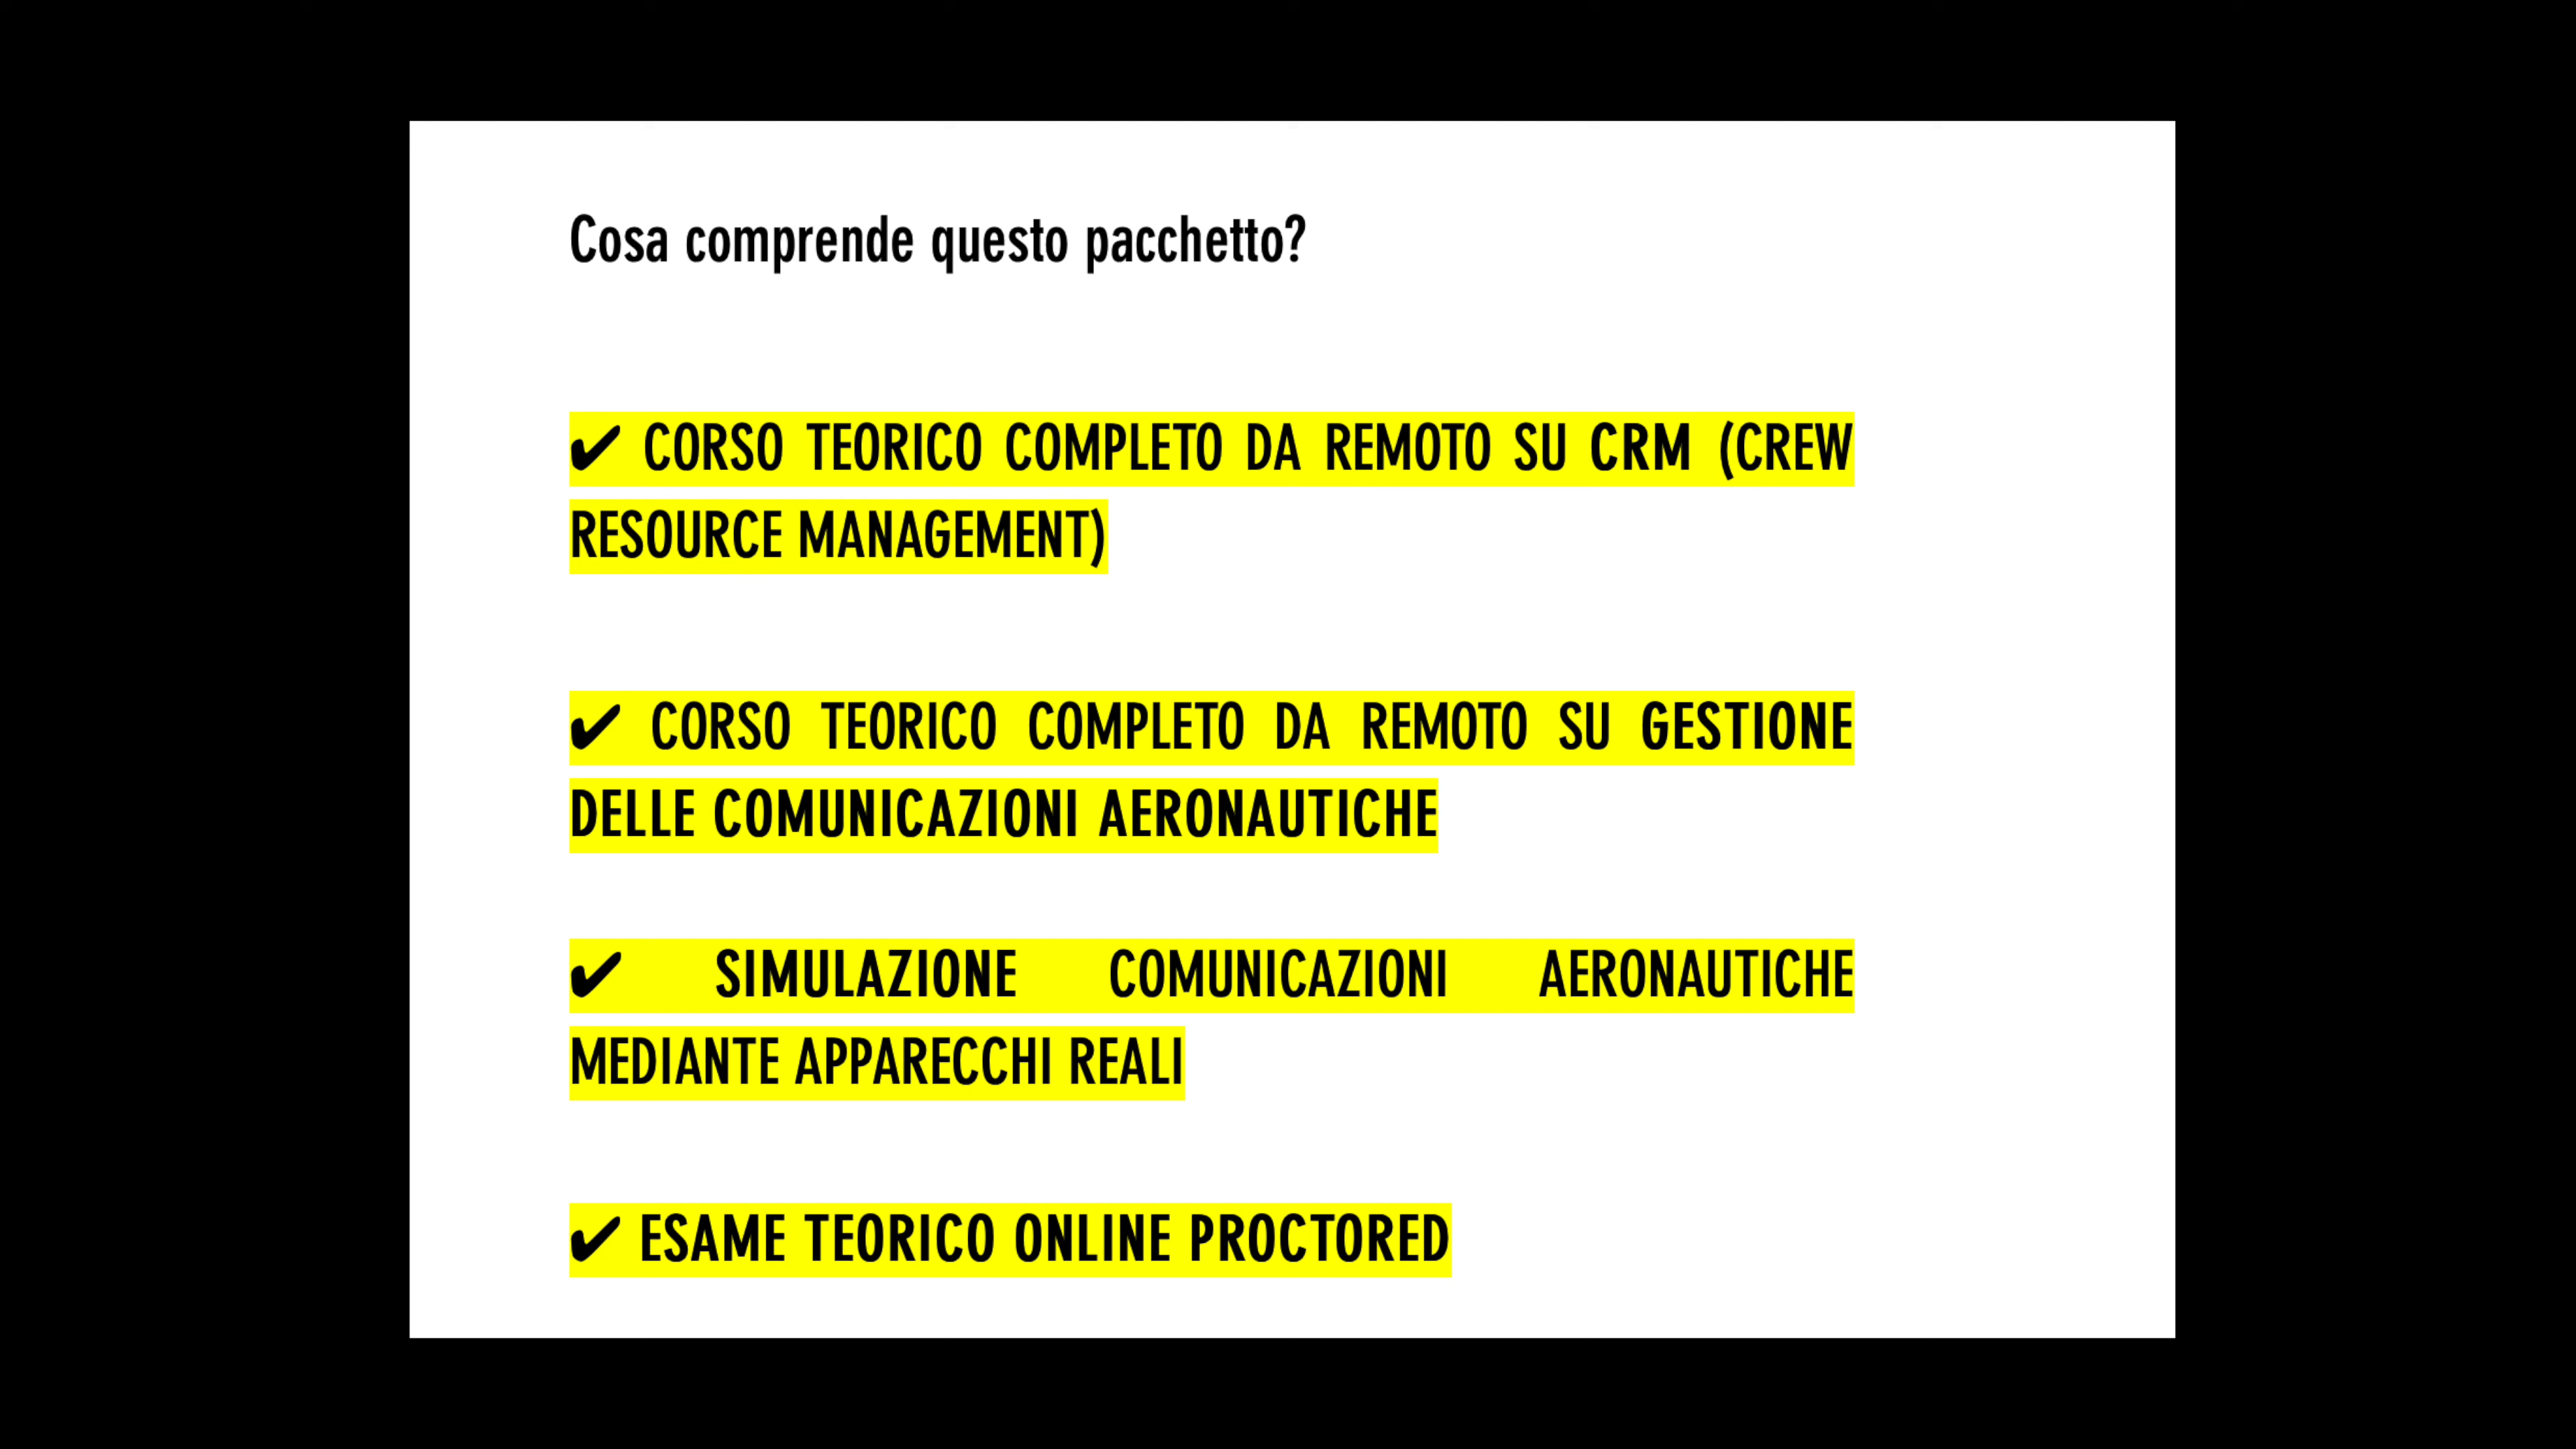 Cosa comprende questo pacchetto?
✔ CORSO TEORICO COMPLETO DA REMOTO SU CRM (CREW
RESOURCE MANAGEMENT)
✔ CORSO TEORICO COMPLETO DA REMOTO SU GESTIONE
DELLE COMUNICAZIONI AERONAUTICHE
✔ SIMULAZIONE COMUNICAZIONI AERONAUTICHE
MEDIANTE APPARECCHI REALI
✔ ESAME TEORICO ONLINE PROCTORED